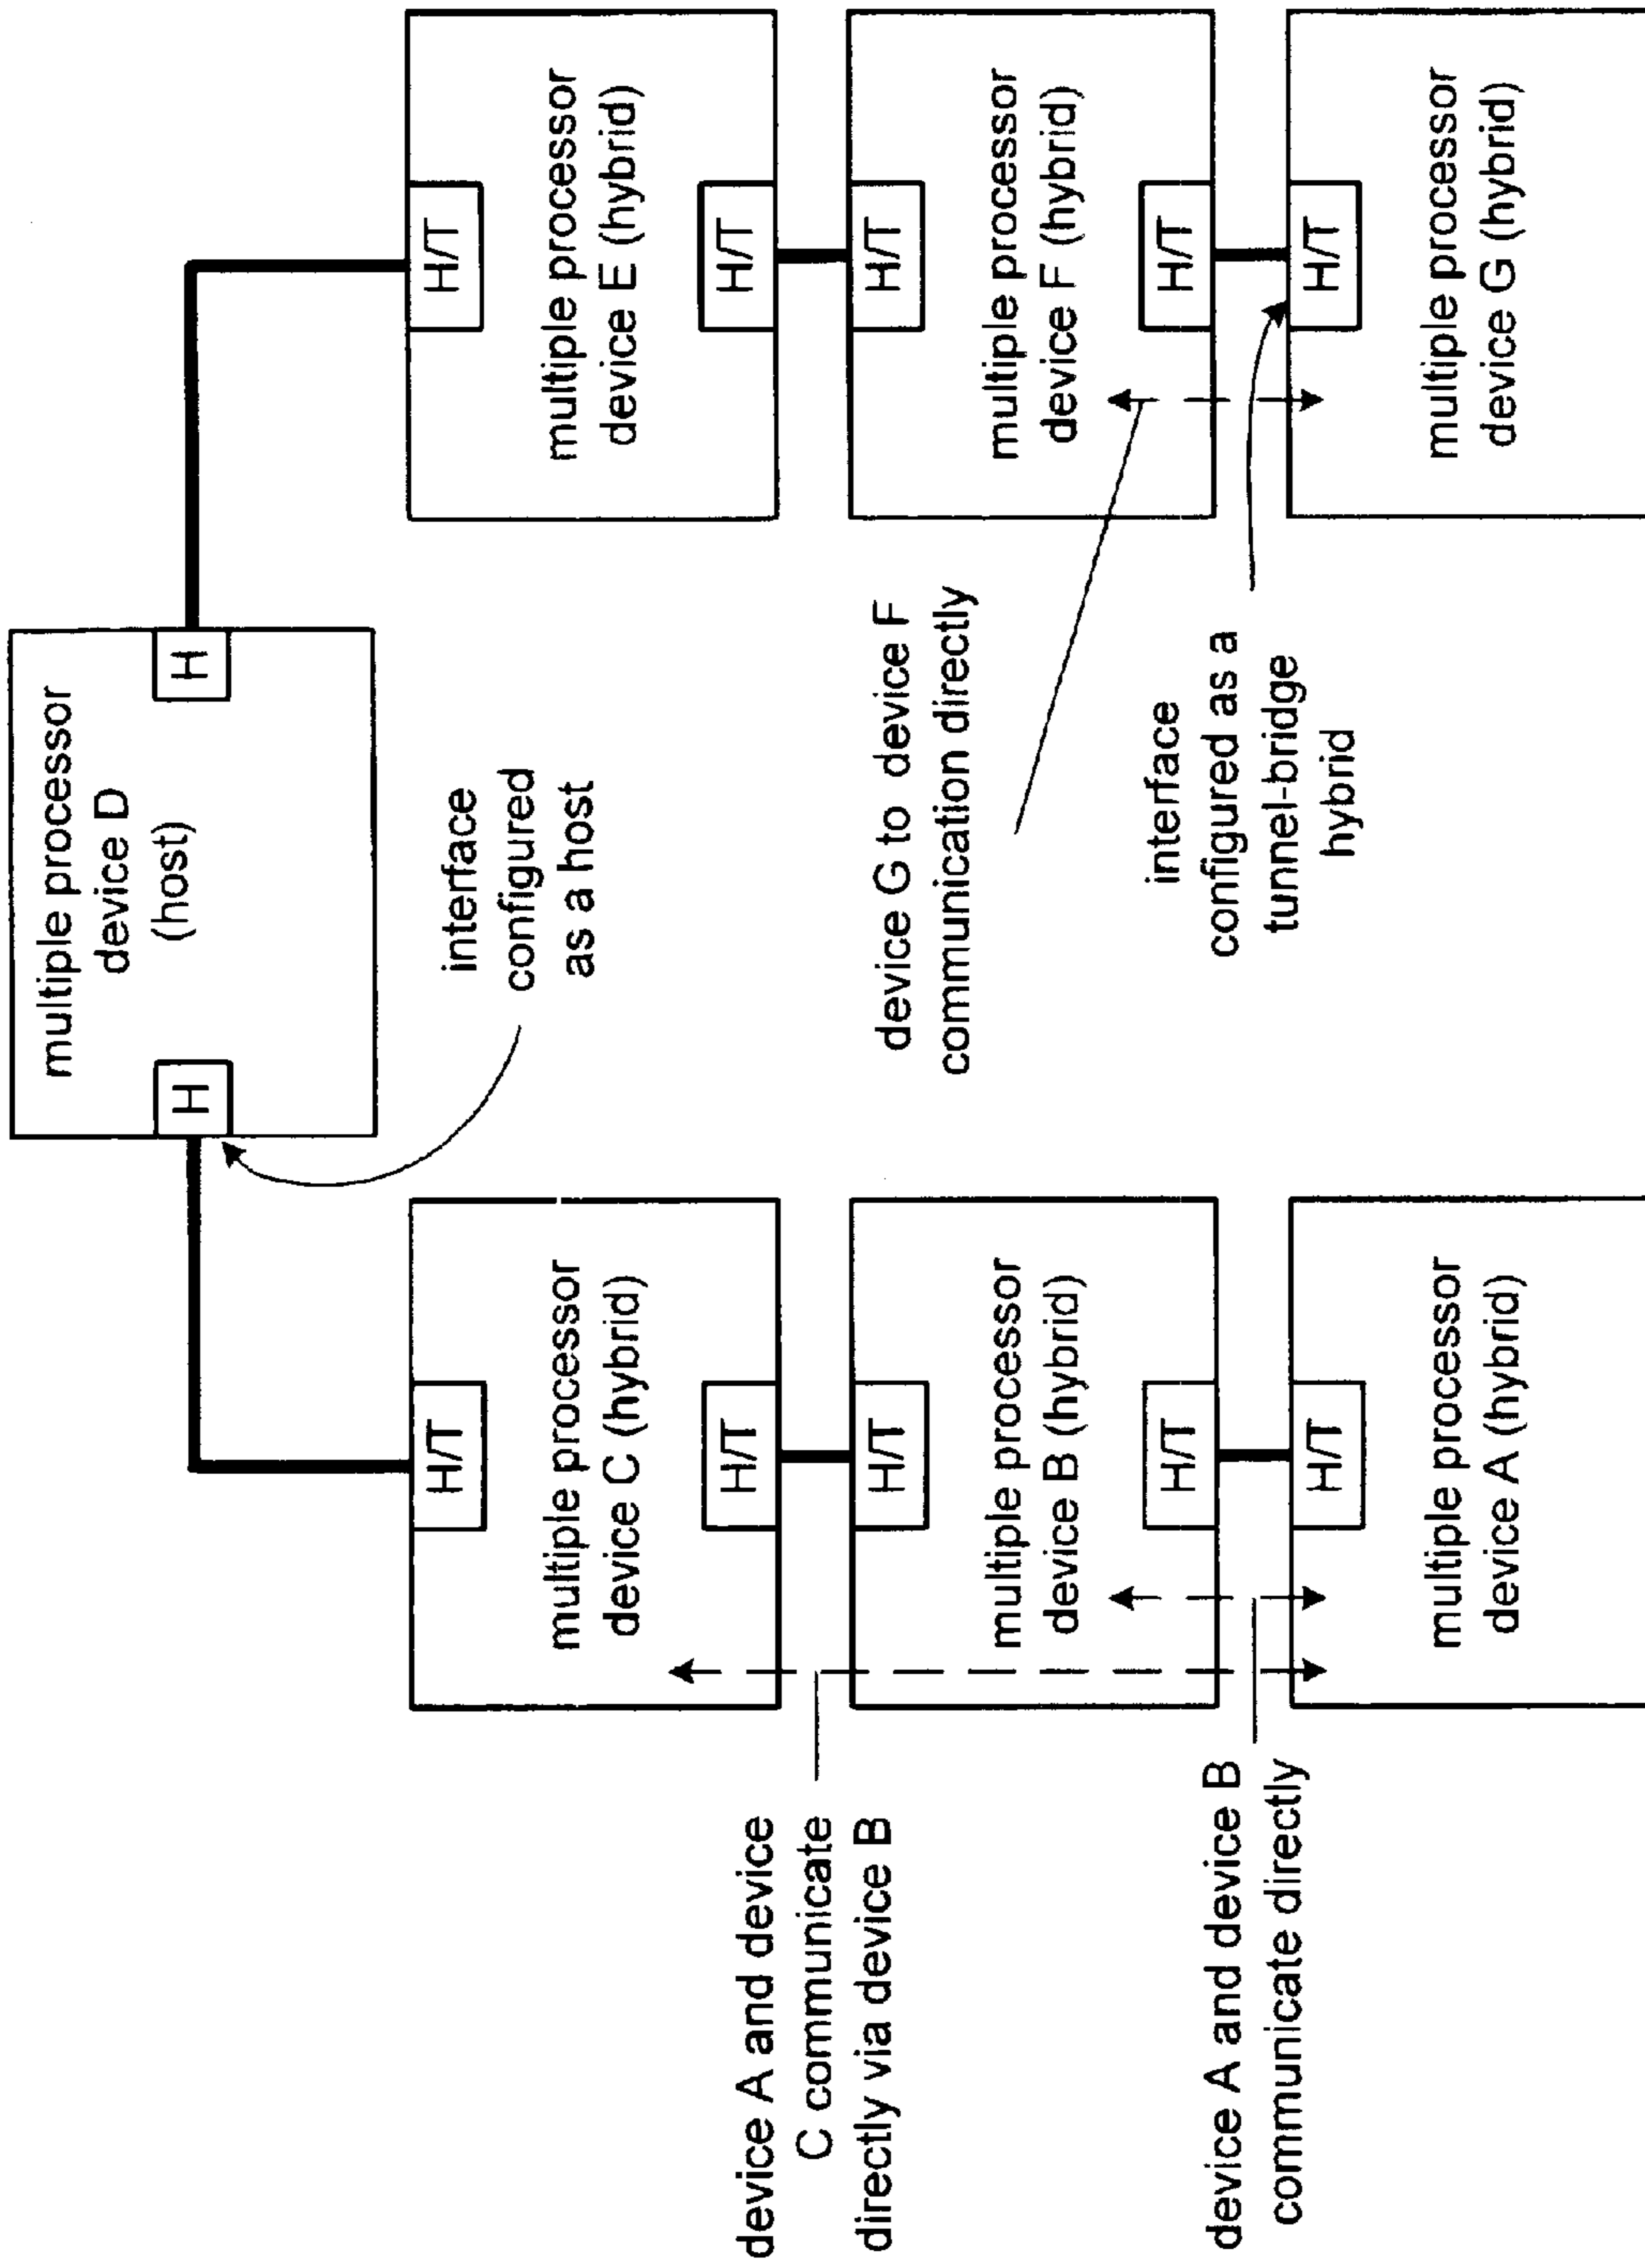 multiple processor
device D
(host)
H
H
interface
configured
as a host
H/T
multiple processor
device C (hybrid)
H/T
H/T
multiple processor
device B (hybrid)
H/T
H/T
multiple processor
device A (hybrid)
device A and device
C communicate
directly via device B
device A and device B
communicate directly
H/T
multiple processor
device E (hybrid)
H/T
H/T
multiple processor
device F (hybrid)
H/T
H/T
multiple processor
device G (hybrid)
device G to device F
communication directly
interface
configured as a
tunnel-bridge
hybrid